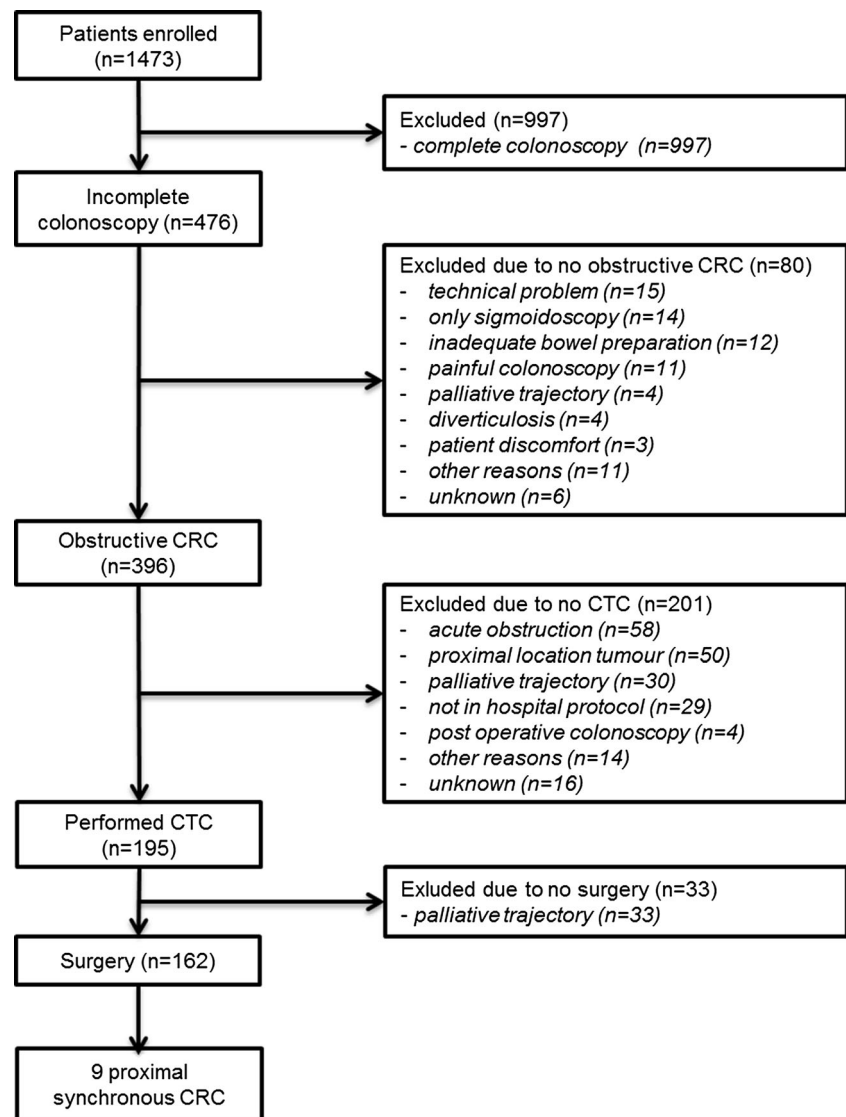 Patients enrolled
(n=1473)
Excluded (n=997)
- complete colonoscopy (n=997)
Incomplete
colonoscopy (n=476)
Excluded due to no obstructive CRC (n=80)
- technical problem (n=15)
- only sigmoidoscopy (n=14)
- inadequate bowel preparation (n=12)
- painful colonoscopy (n=11)
- palliative trajectory (n=4)
- diverticulosis (n=4)
- patient discomfort (n=3)
- other reasons (n=11)
- unknown (n=6)
Obstructive CRC
(n=396)
Excluded due to no CTC (n=201)
- acute obstruction (n=58)
- proximal location tumour (n=50)
- palliative trajectory (n=30)
- not in hospital protocol (n=29)
- post operative colonoscopy (n=4)
- other reasons (n=14)
- unknown (n=16)
Performed CTC
(n=195)
Exluded due to no surgery (n=33)
- palliative trajectory (n=33)
Surgery (n=162)
9 proximal
synchronous CRC